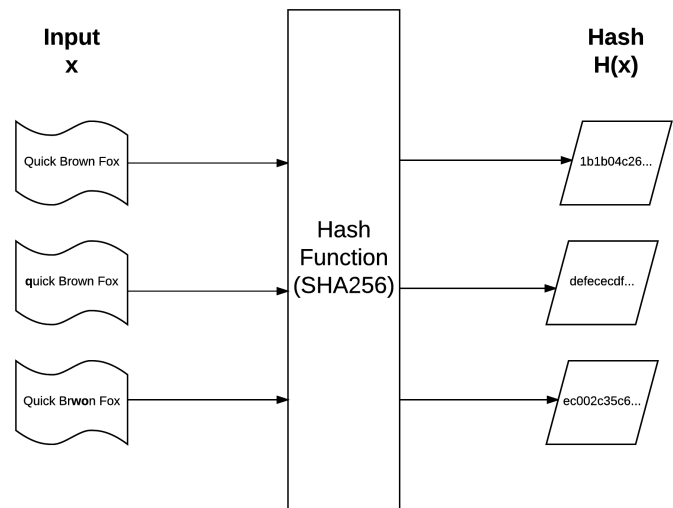 Input
x
Hash
H(x)
Quick Brown Fox
1b1b04c26...
Hash
Function
(SHA256)
quick Brown Fox
defececdf...
Quick Brwon Fox
ec002c35c6...